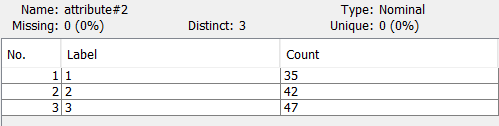 Name: attribute#2 Type: Nominal
Missing: 0 (0%) Distinct: 3 Unique: 0 (0%)
No. Label Count
1 1 35
2 2 42
3 3 47